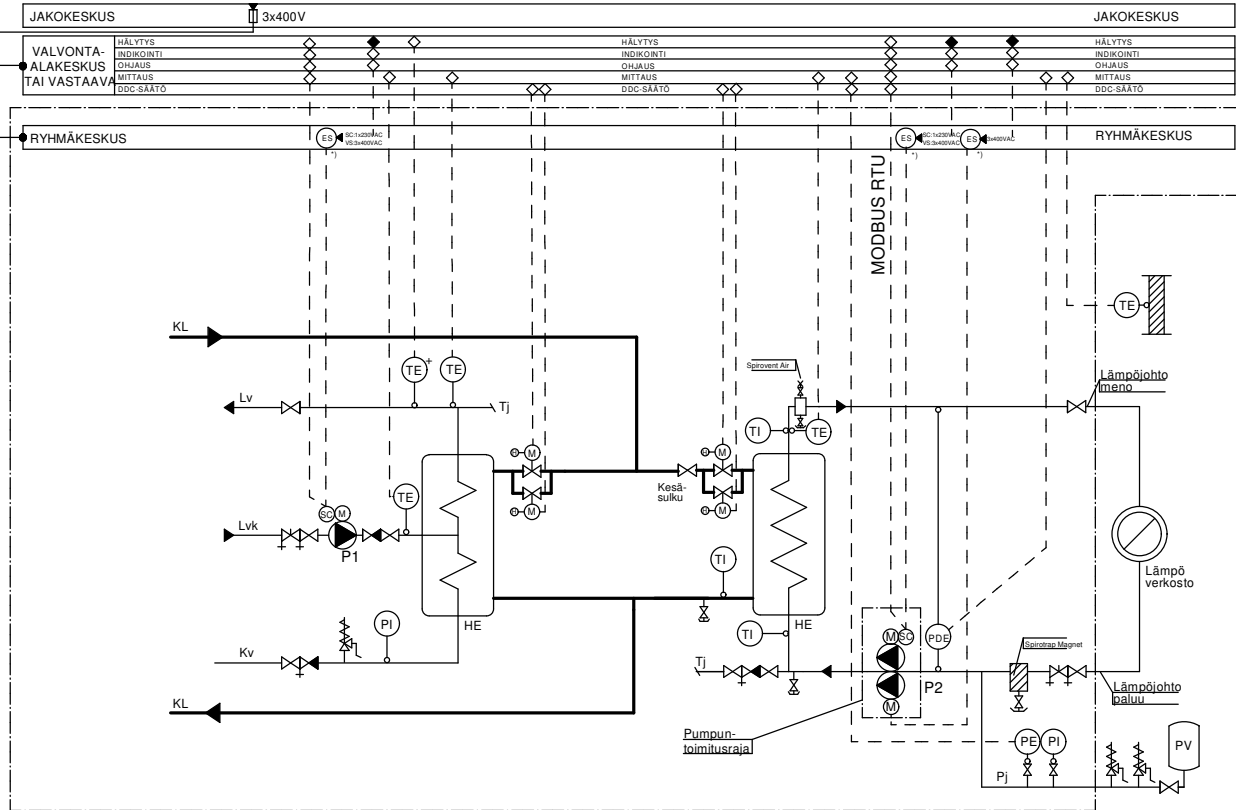 JAKOKESKUS
3x400V
JAKOKESKUS
VALVONTA-
ALAKESKUS
TAI VASTAAVA
HÄLYTYS
HÄLYTYS
HÄLYTYS
INDIKOINTI
INDIKOINTI
INDIKOINTI
OHJAUS
OHJAUS
OHJAUS
MITTAUS
MITTAUS
MITTAUS
DDC-SÄÄTÖ
DDC-SÄÄTÖ
DDC-SÄÄTÖ
RYHMÄKESKUS
ES
SC:1x230VAC
VS:3x400VAC
*)
ES
SC:1x230VAC
VS:3x400VAC
*)
ES
3x400VAC
*)
RYHMÄKESKUS
MODBUS RTU
TE
KL
TE
+
TE
Spirovent Air
Lämpöjohto
meno
Lv
Tj
TI
TE
H
M
H
M
Kesä-
sulku
TE
SC
M
H
M
H
M
Lvk
P1
Lämpö
verkosto
TI
HE
HE
PI
TI
M
SC
PDE
Spirotrap Magnet
Kv
Tj
P2
Lämpöjohto
paluu
KL
M
Pumpun-
toimitusraja
PE
PI
PV
Pj